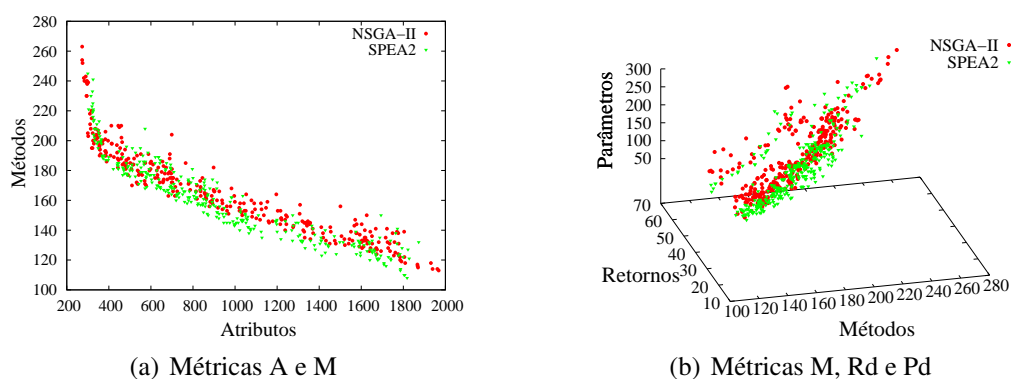 280
260
240
220
200
180
160
140
120
100
Métodos
200 400 600 800 1000 1200 1400 1600 1800 2000
Atributos
NSGA-II
SPEA2
(a) Métricas A e M
NSGA-II
SPEA2
Parâmetros
300
250
200
150
100
50
70
60
50
40
30
20
10
Retornos
100 120 140 160 180 200 220 240 260 280
Métodos
(b) Métricas M, Rd e Pd